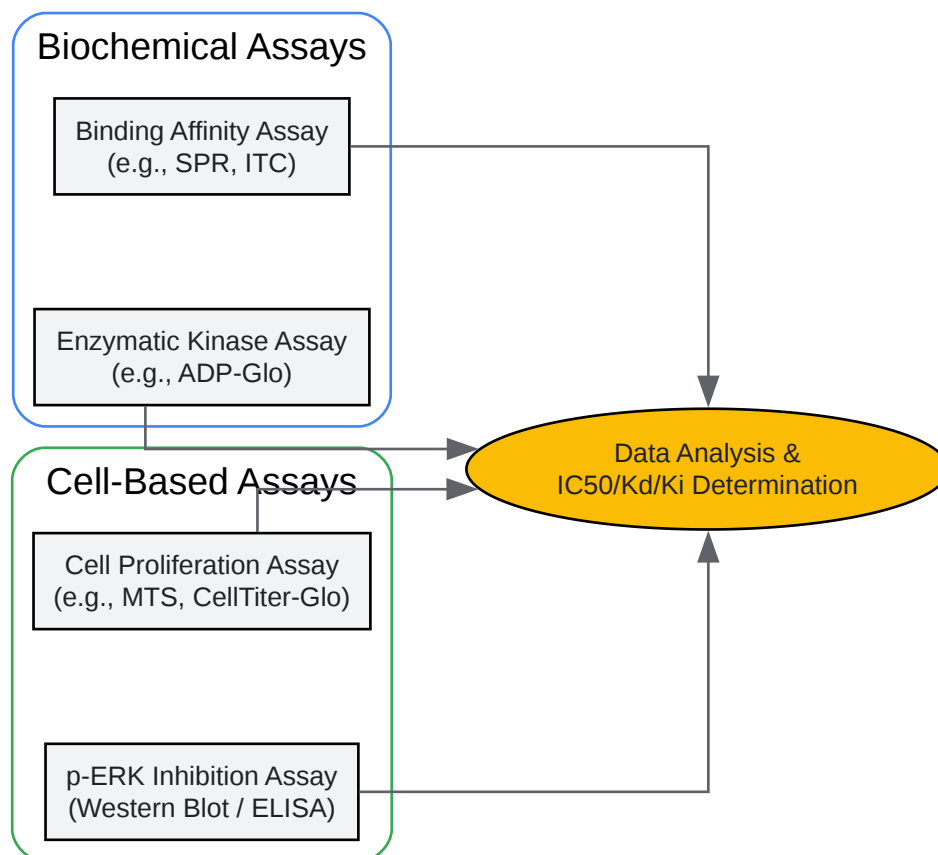 Biochemical Assays
Binding Affinity Assay
(e.g., SPR, ITC)
Enzymatic Kinase Assay
(e.g., ADP-Glo)
Data Analysis &
IC50/Kd/Ki Determination
Cell-Based Assays
Cell Proliferation Assay
(e.g., MTS, CellTiter-Glo)
p-ERK Inhibition Assay
(Western Blot / ELISA)